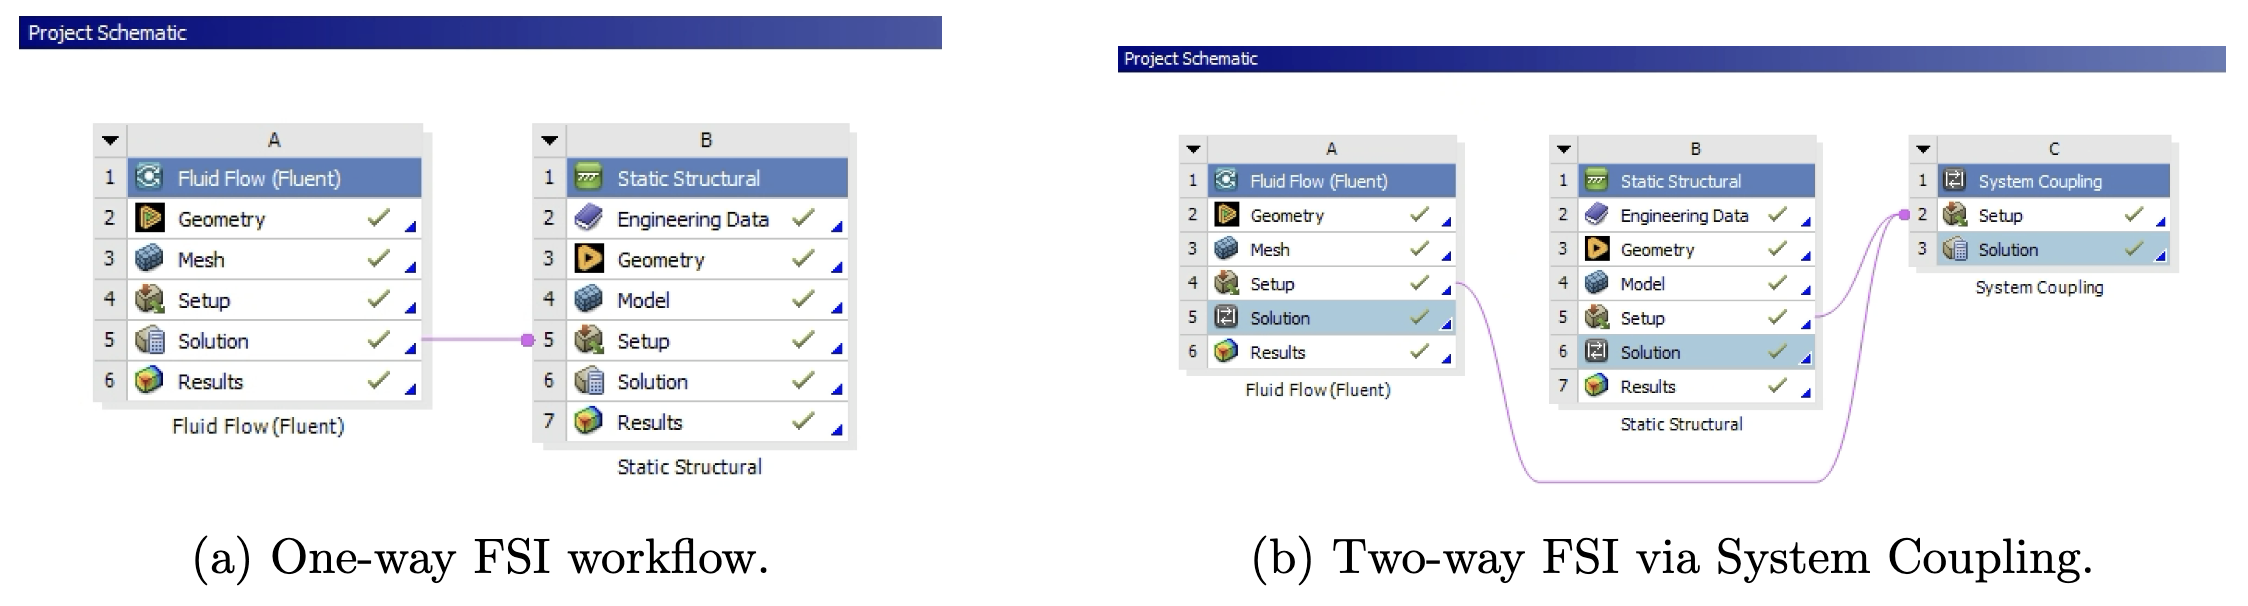 Project Schematic
A
1 Fluid Flow (Fluent)
2 Geometry
3 Mesh
4 Setup
5 Solution
6 Results
Fluid Flow (Fluent)
B
1 Static Structural
2 Engineering Data
3 Geometry
4 Model
5 Setup
6 Solution
7 Results
Static Structural
(a) One-way FSI workflow.
Project Schematic
A
1 Fluid Flow (Fluent)
2 Geometry
3 Mesh
4 Setup
5 Solution
6 Results
Fluid Flow (Fluent)
B
1 Static Structural
2 Engineering Data
3 Geometry
4 Model
5 Setup
6 Solution
7 Results
Static Structural
C
1 System Coupling
2 Setup
3 Solution
System Coupling
(b) Two-way FSI via System Coupling.